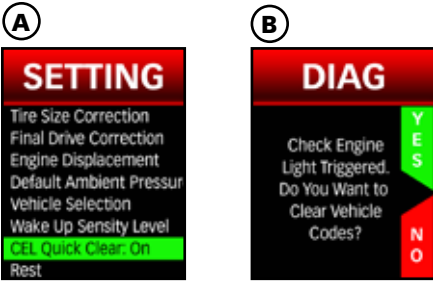 A
SETTING
Tire Size Correction
Final Drive Correction
Engine Displacement
Default Ambient Pressur
Vehicle Selection
Wake Up Sensity Level
CEL Quick Clear: On
Rest
B
DIAG
Check Engine
Light Triggered.
Do You Want to
Clear Vehicle
Codes?
YES
NO